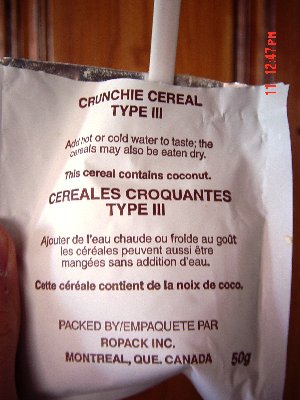 CRUNCHIE CEREAL
TYPE III
Add hot or cold water to taste; the
cereals may also be eaten dry.
This cereal contains coconut.
CEREALES CROQUANTES
TYPE III
Ajouter de l'eau chaude ou froide au goût
les céréales peuvent aussi être
mangées sans addition d'eau.
Cette céréale contient de la noix de coco.
PACKED BY/EMPAQUETE PAR
ROPACK INC.
MONTREAL, QUE. CANADA 50g
11 12:47PM